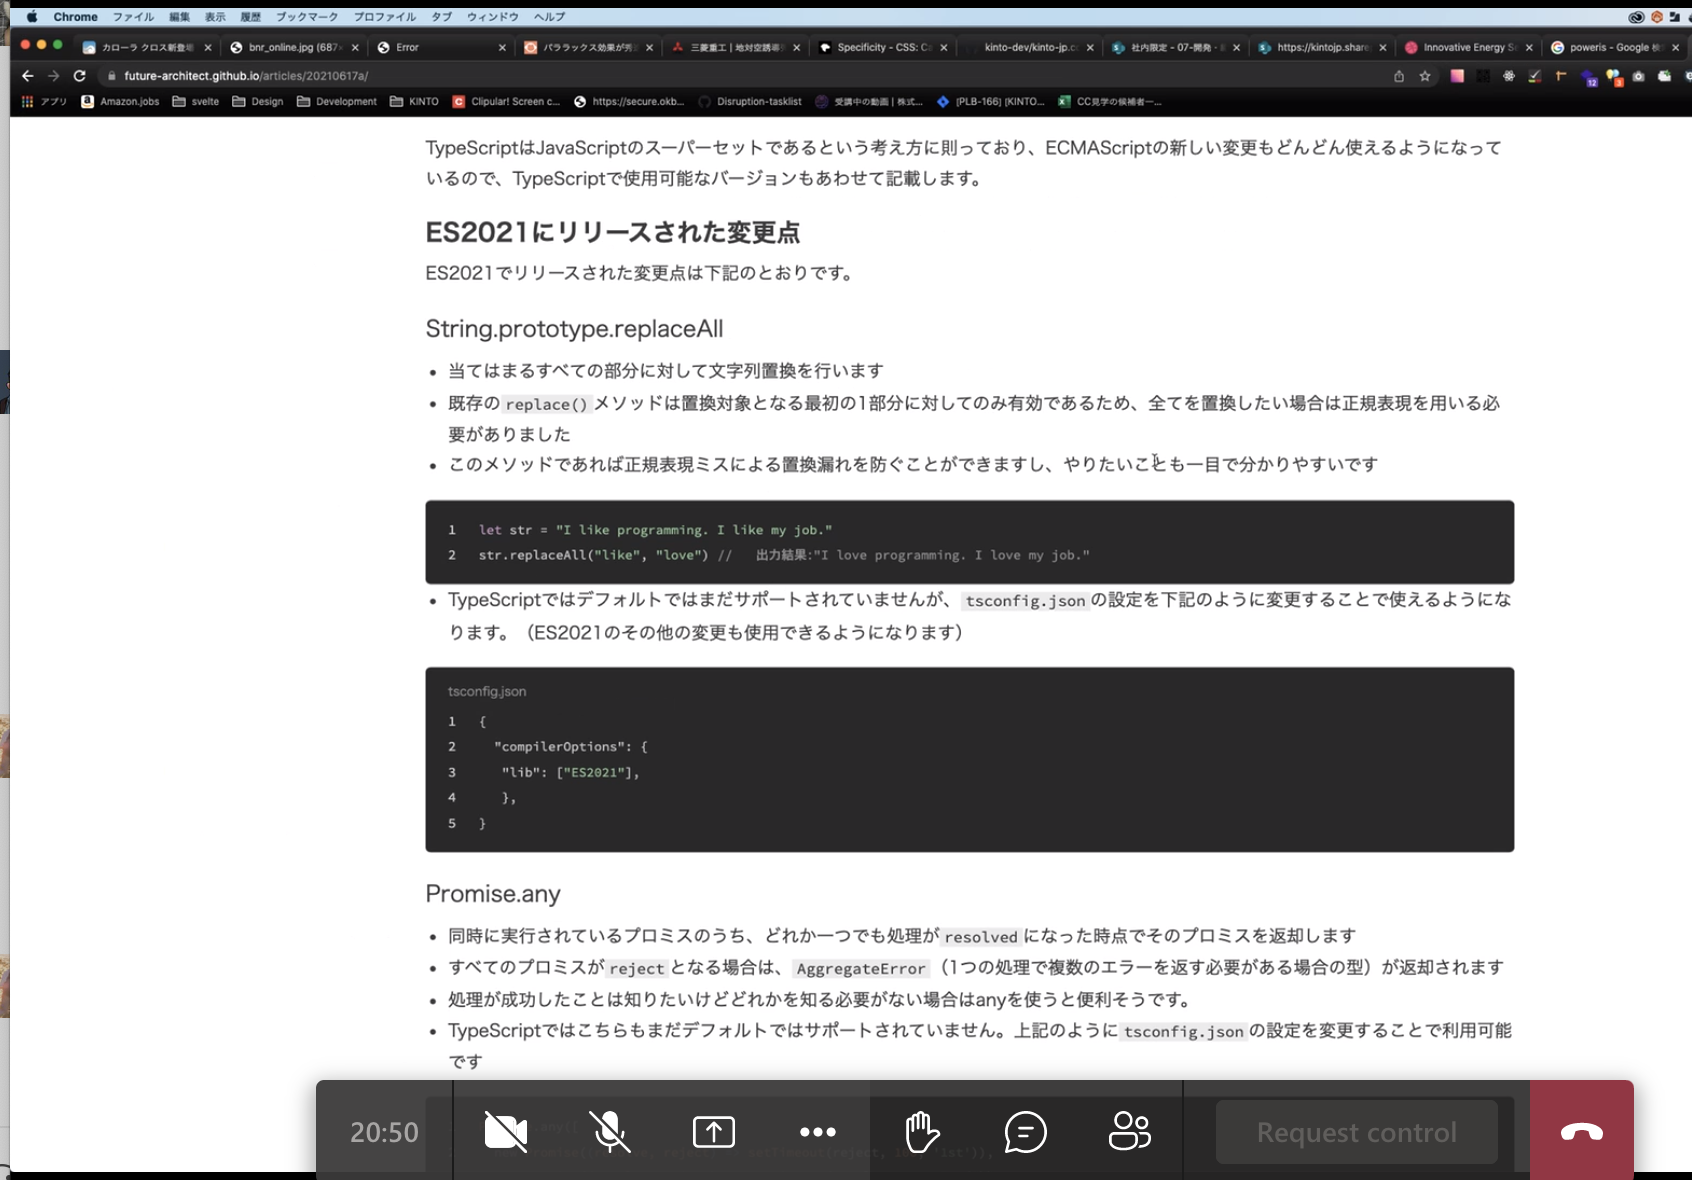 Chrome ファイル 編集 表示 履歴 ブックマーク プロファイル タブ ウィンドウ ヘルプ
カローラ クロス新登場 bnr_online.jpg (687× Error パララックス効果が秀 三菱重工 | 地対空誘導 Specificity - CSS: Ca kinto-dev/kinto-jp.c 社内限定 - 07-開発・ https://kintojp.share Innovative Energy S poweris - Google 検
future-architect.github.io/articles/20210617a/
アプリ Amazon.jobs svelte Design Development KINTO Clipular! Screen c... https://secure.okb... Disruption-tasklist 受講中の動画 | 株式... [PLB-166] [KINTO... CC見学の候補者一...
TypeScriptはJavaScriptのスーパーセットであるという考え方に則っており、ECMAScriptの新しい変更もどんどん使えるようになって
いるので、TypeScriptで使用可能なバージョンもあわせて記載します。
ES2021にリリースされた変更点
ES2021でリリースされた変更点は下記のとおりです。
String.prototype.replaceAll
• 当てはまるすべての部分に対して文字列置換を行います
• 既存の replace() メソッドは置換対象となる最初の1部分に対してのみ有効であるため、全てを置換したい場合は正規表現を用いる必
要がありました
• このメソッドであれば正規表現ミスによる置換漏れを防ぐことができますし、やりたいことも一目で分かりやすいです
1 let str = "I like programming. I like my job."
2 str.replaceAll("like", "love") // 出力結果:"I love programming. I love my job."
• TypeScriptではデフォルトではまだサポートされていませんが、 tsconfig.json の設定を下記のように変更することで使えるようにな
ります。（ES2021のその他の変更も使用できるようになります）
tsconfig.json
1 {
2 "compilerOptions": {
3 "lib": ["ES2021"],
4 },
5 }
Promise.any
• 同時に実行されているプロミスのうち、どれか一つでも処理が resolved になった時点でそのプロミスを返却します
• すべてのプロミスが reject となる場合は、 AggregateError （1つの処理で複数のエラーを返す必要がある場合の型）が返却されます
• 処理が成功したことは知りたいけどどれかを知る必要がない場合はanyを使うと便利そうです。
• TypeScriptではこちらもまだデフォルトではサポートされていません。上記のように tsconfig.json の設定を変更することで利用可能
です
20:50 Request control